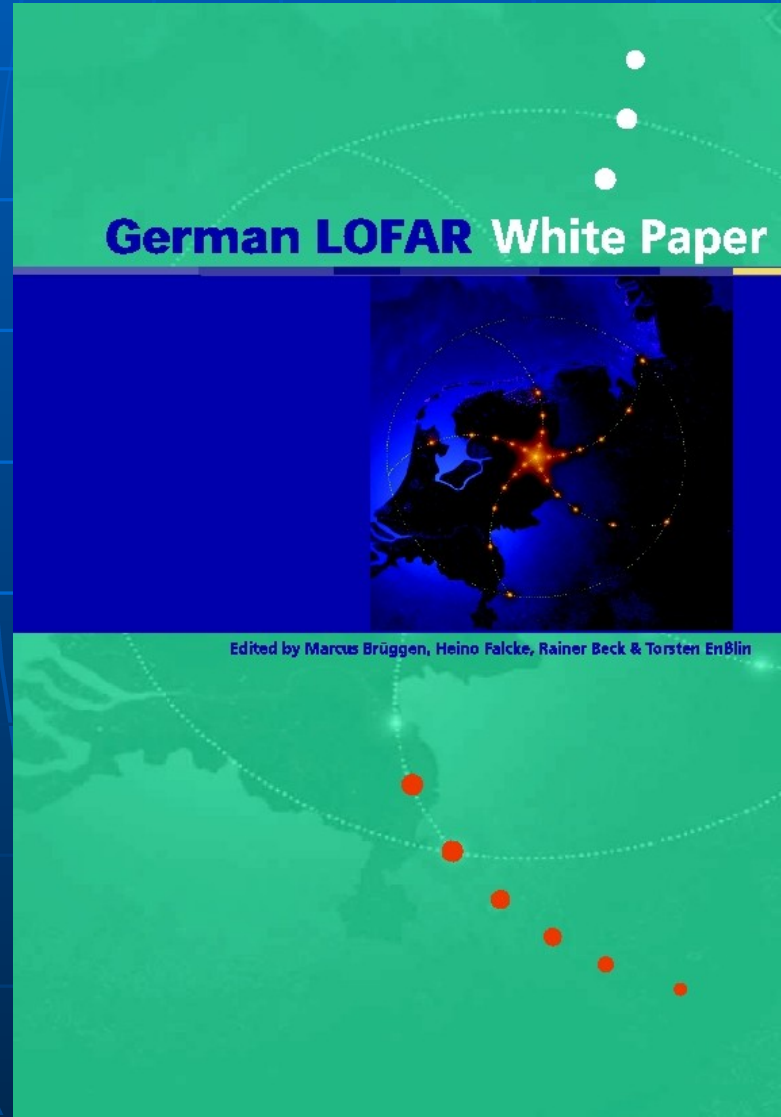 German LOFAR White Paper
Edited by Marcus Brüggen, Heino Falcke, Rainer Beck & Torsten Enßlin